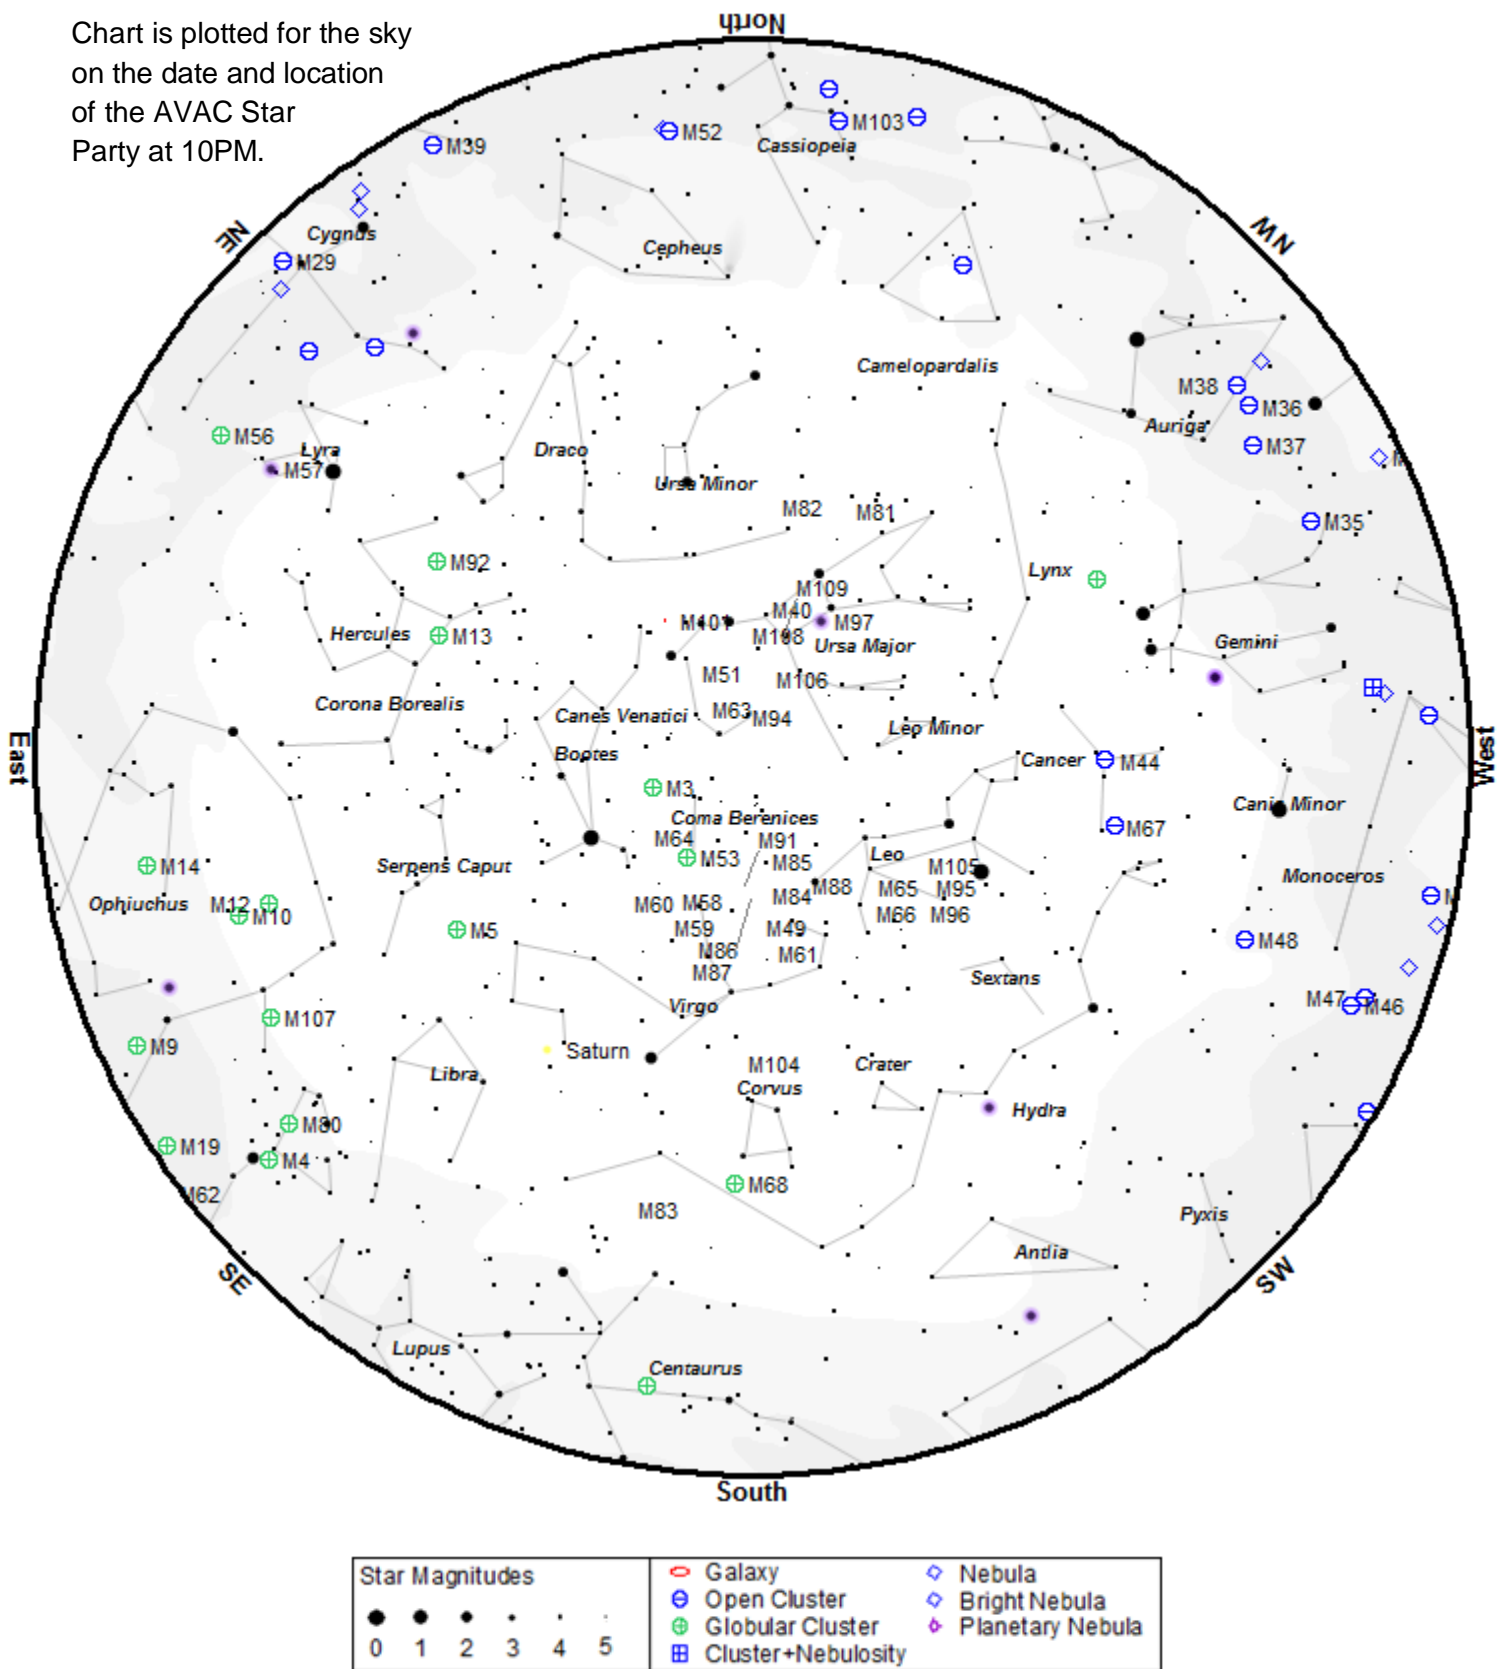 Chart is plotted for the sky
on the date and location
of the AVAC Star
Party at 10PM.
North
M103
M52
Cassiopeia
M39
NE
NW
Cygnus
Cepheus
M29
Camelopardalis
M38
M36
Auriga
M37
M56
Lyra
M57
Draco
Ursa Minor
M82
M81
M35
M92
Lynx
M109
M40
M101
M97
M108
Hercules
M13
Ursa Major
Gemini
M51
M106
Corona Borealis
Canes Venatici
M63
M94
Leo Minor
East
West
Bootes
Cancer
M44
M3
Coma Berenices
Canis Minor
M64
M91
M67
M53
M85
Leo
M14
Serpens Caput
M105
Monoceros
M88
M65
M95
Ophiuchus
M12
M10
M60
M58
M84
M66
M96
M5
M59
M49
M48
M86
M61
M87
Sextans
Virgo
M47
M46
M107
M9
Saturn
Libra
M104
Crater
Corvus
Hydra
M80
M19
M4
M62
M68
M83
Pyxis
Antlia
SE
SW
Lupus
Centaurus
South
Star Magnitudes
0 1 2 3 4 5
Galaxy
Open Cluster
Globular Cluster
Cluster+Nebulosity
Nebula
Bright Nebula
Planetary Nebula